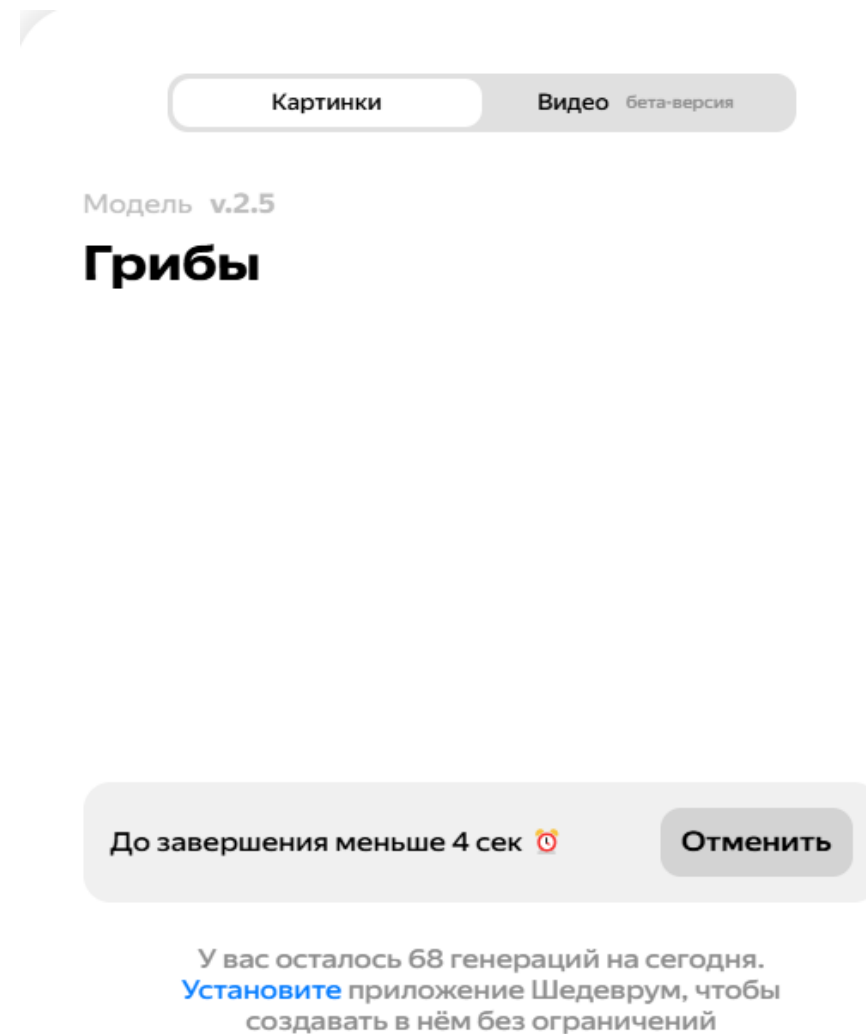 Картинки Видео бета-версия
Модель v.2.5
Грибы
До завершения меньше 4 сек ⏰ Отменить
У вас осталось 68 генераций на сегодня.
Установите приложение Шедеврум, чтобы
создавать в нём без ограничений